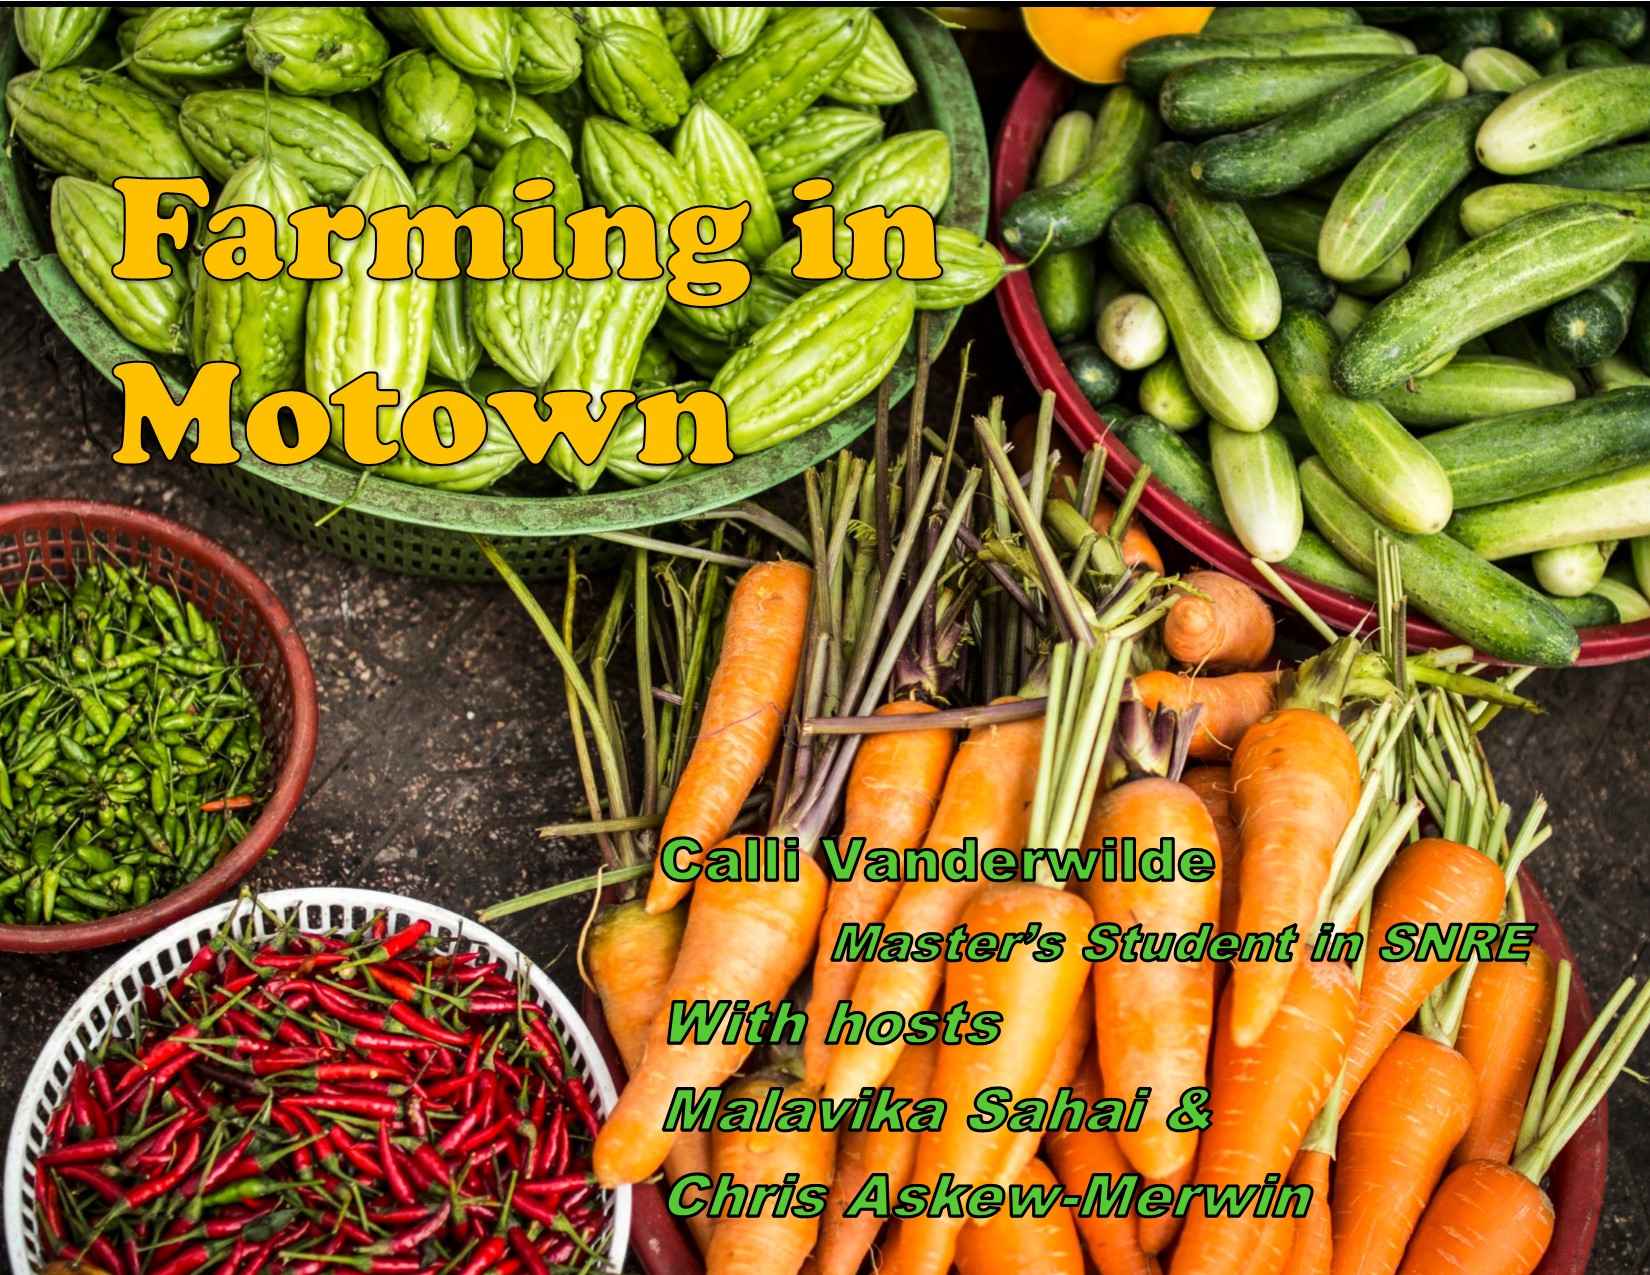 Farming in
Motown
Calli Vanderwilde
Master’s Student in SNRE
With hosts
Malavika Sahai &
Chris Askew-Merwin